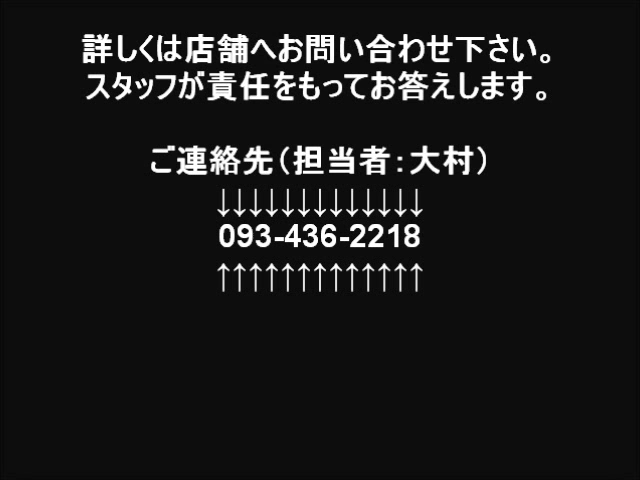 詳しくは店舗へお問い合わせ下さい。
スタッフが責任をもってお答えします。
ご連絡先（担当者：大村）
↓↓↓↓↓↓↓↓↓↓↓↓↓
093-436-2218
↑↑↑↑↑↑↑↑↑↑↑↑↑